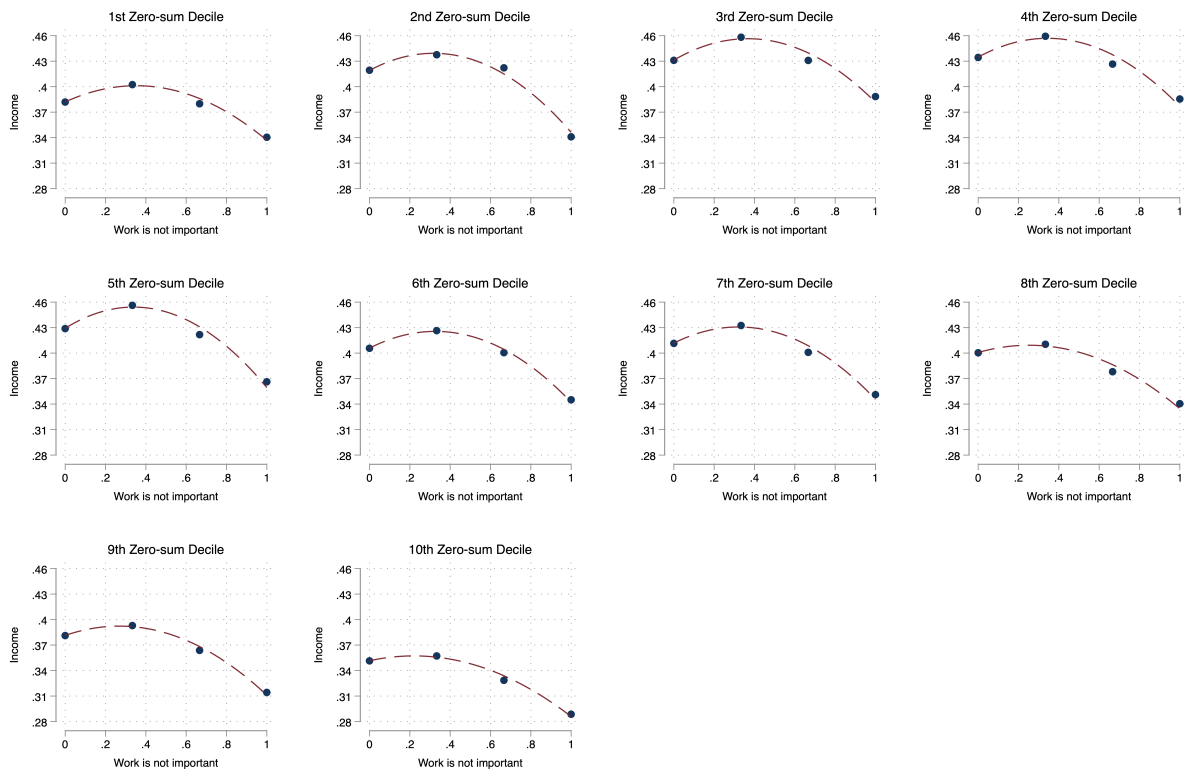 1st Zero-sum Decile
.46
.43
.4
.37
.34
.31
.28
Income
0 .2 .4 .6 .8 1
Work is not important
2nd Zero-sum Decile
.46
.43
.4
.37
.34
.31
.28
Income
0 .2 .4 .6 .8 1
Work is not important
3rd Zero-sum Decile
.46
.43
.4
.37
.34
.31
.28
Income
0 .2 .4 .6 .8 1
Work is not important
4th Zero-sum Decile
.46
.43
.4
.37
.34
.31
.28
Income
0 .2 .4 .6 .8 1
Work is not important
5th Zero-sum Decile
.46
.43
.4
.37
.34
.31
.28
Income
0 .2 .4 .6 .8 1
Work is not important
6th Zero-sum Decile
.46
.43
.4
.37
.34
.31
.28
Income
0 .2 .4 .6 .8 1
Work is not important
7th Zero-sum Decile
.46
.43
.4
.37
.34
.31
.28
Income
0 .2 .4 .6 .8 1
Work is not important
8th Zero-sum Decile
.46
.43
.4
.37
.34
.31
.28
Income
0 .2 .4 .6 .8 1
Work is not important
9th Zero-sum Decile
.46
.43
.4
.37
.34
.31
.28
Income
0 .2 .4 .6 .8 1
Work is not important
10th Zero-sum Decile
.46
.43
.4
.37
.34
.31
.28
Income
0 .2 .4 .6 .8 1
Work is not important